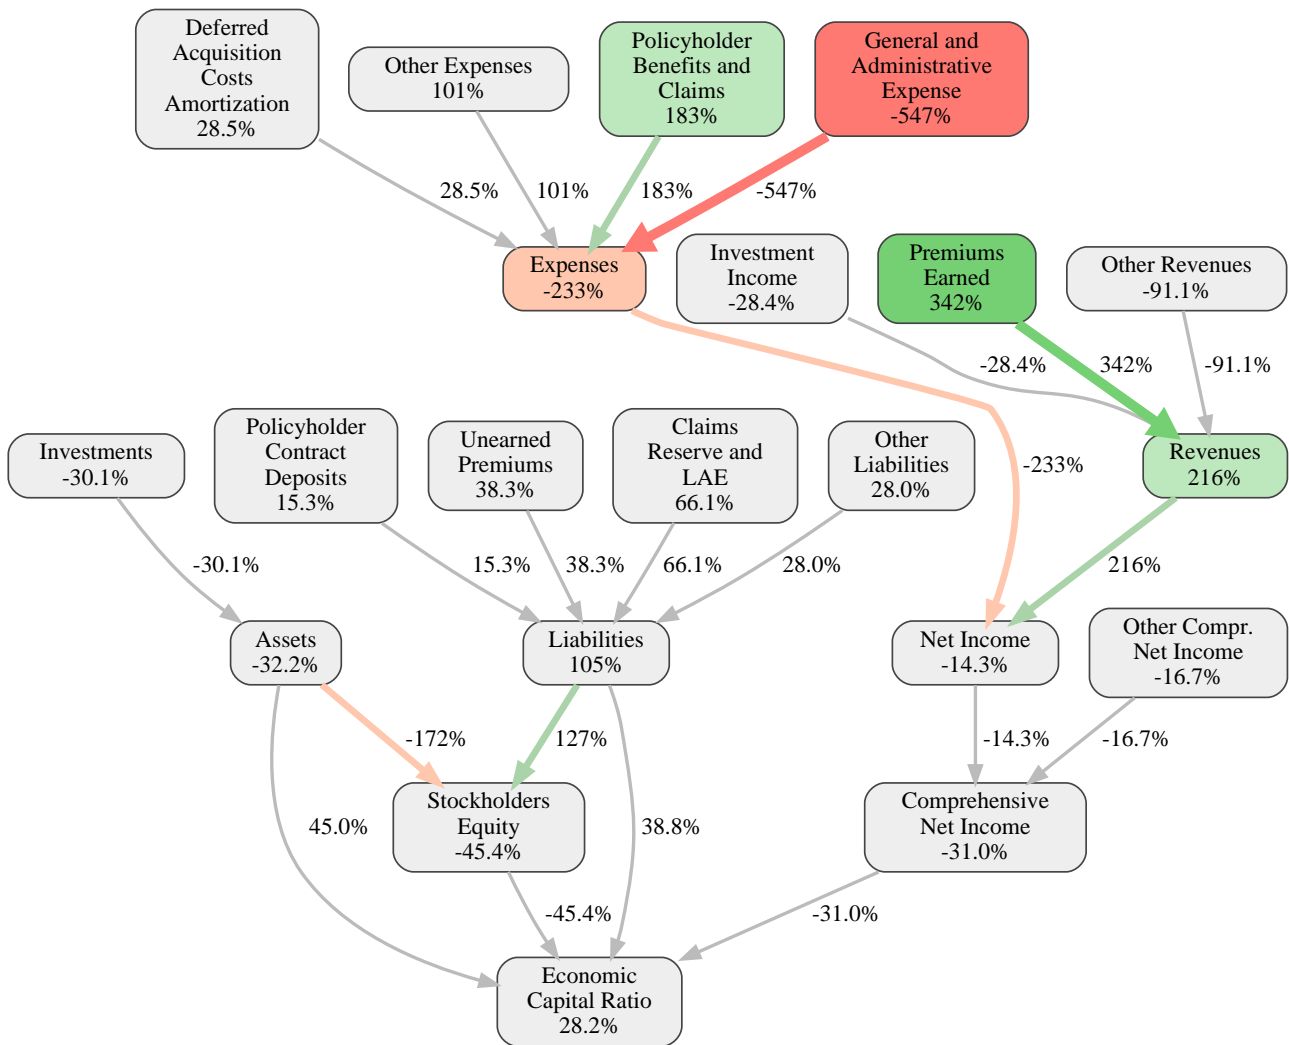 Deferred
Acquisition
Costs
Amortization
28.5%
Other Expenses
101%
Policyholder
Benefits and
Claims
183%
General and
Administrative
Expense
-547%
28.5%
101%
183%
-547%
Expenses
-233%
Investment
Income
-28.4%
Premiums
Earned
342%
Other Revenues
-91.1%
-28.4%
342%
-91.1%
Investments
-30.1%
Policyholder
Contract
Deposits
15.3%
Unearned
Premiums
38.3%
Claims
Reserve and
LAE
66.1%
Other
Liabilities
28.0%
-233%
Revenues
216%
-30.1%
15.3%
38.3%
66.1%
28.0%
216%
Assets
-32.2%
Liabilities
105%
Net Income
-14.3%
Other Compr.
Net Income
-16.7%
-172%
127%
-14.3%
-16.7%
45.0%
Stockholders
Equity
-45.4%
38.8%
Comprehensive
Net Income
-31.0%
-45.4%
-31.0%
Economic
Capital Ratio
28.2%